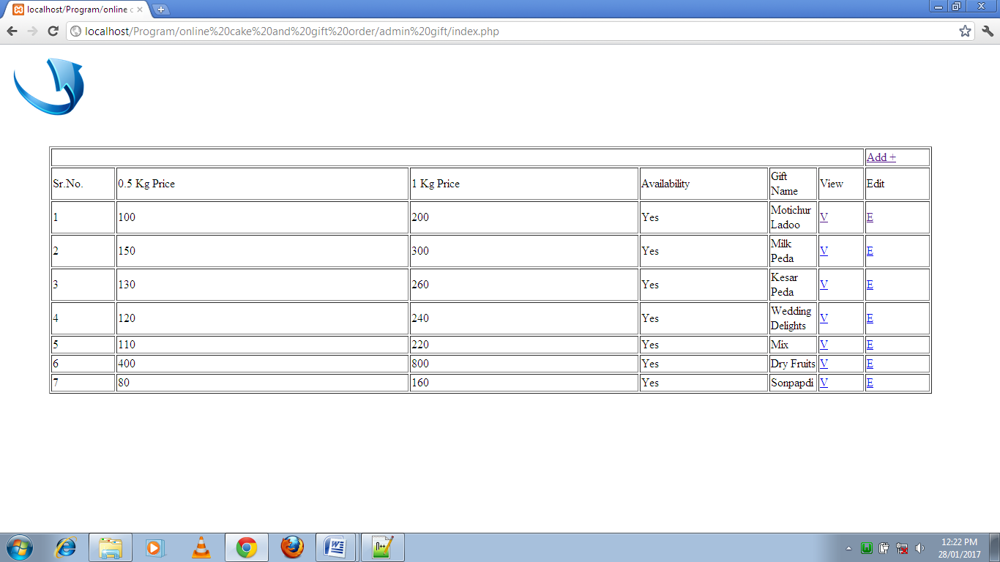 localhost/Program/online c
localhost/Program/online%20cake%20and%20gift%20order/admin%20gift/index.php
Add +
Sr.No. 0.5 Kg Price 1 Kg Price Availability Gift Name View Edit
1 100 200 Yes Motichur Ladoo V E
2 150 300 Yes Milk Peda V E
3 130 260 Yes Kesar Peda V E
4 120 240 Yes Wedding Delights V E
5 110 220 Yes Mix V E
6 400 800 Yes Dry Fruits V E
7 80 160 Yes Sonpapdi V E
12:22 PM
28/01/2017